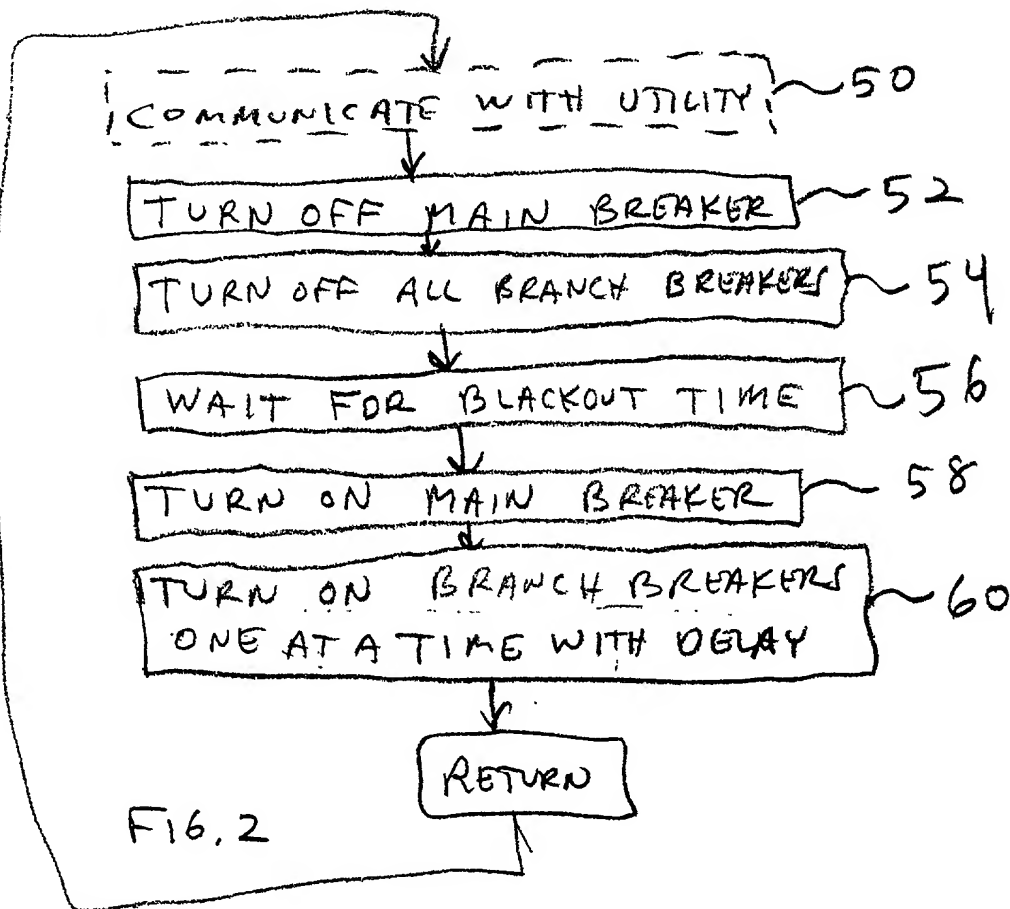 COMMUNICATE WITH UTILITY 50
TURN OFF MAIN BREAKER 52
TURN OFF ALL BRANCH BREAKERS 54
WAIT FOR BLACKOUT TIME 56
TURN ON MAIN BREAKER 58
TURN ON BRANCH BREAKERS
ONE AT A TIME WITH DELAY 60
RETURN
FIG. 2